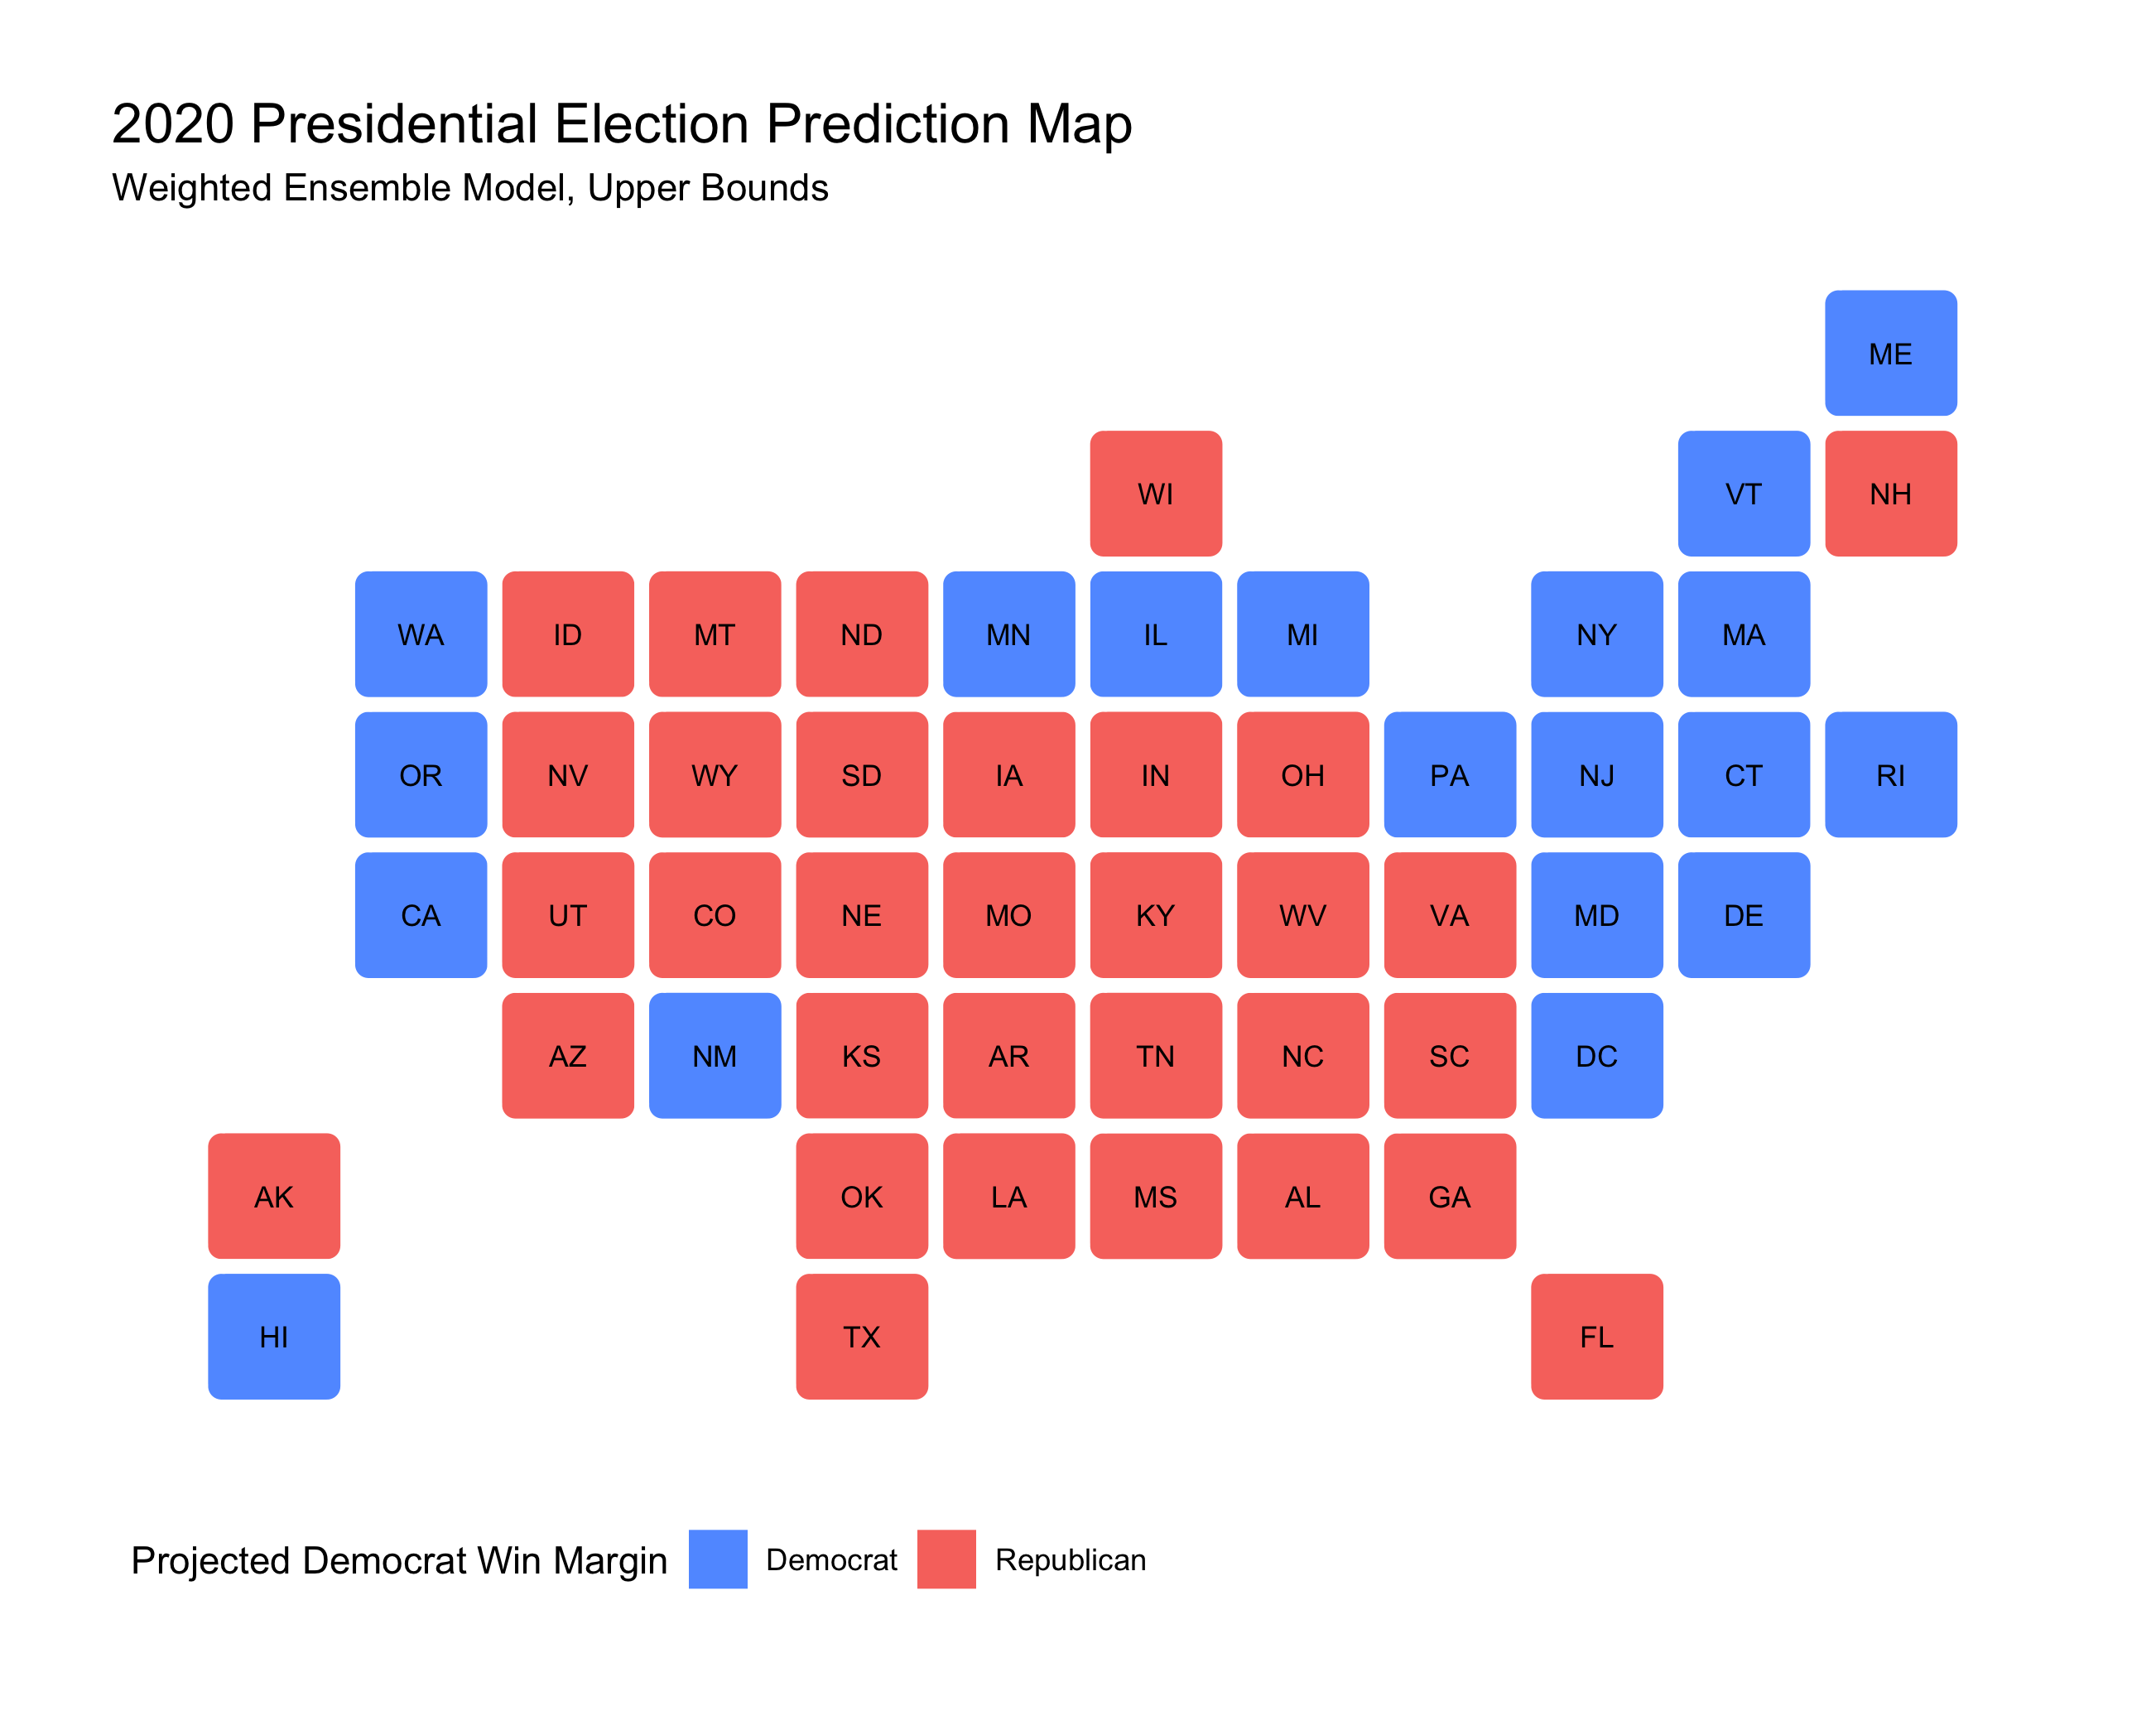 2020 Presidential Election Prediction Map
Weighted Ensemble Model, Upper Bounds
ME
WI VT NH
WA ID MT ND MN IL MI NY MA
OR NV WY SD IA IN OH PA NJ CT RI
CA UT CO NE MO KY WV VA MD DE
AZ NM KS AR TN NC SC DC
AK OK LA MS AL GA
HI TX FL
Projected Democrat Win Margin Democrat Republican